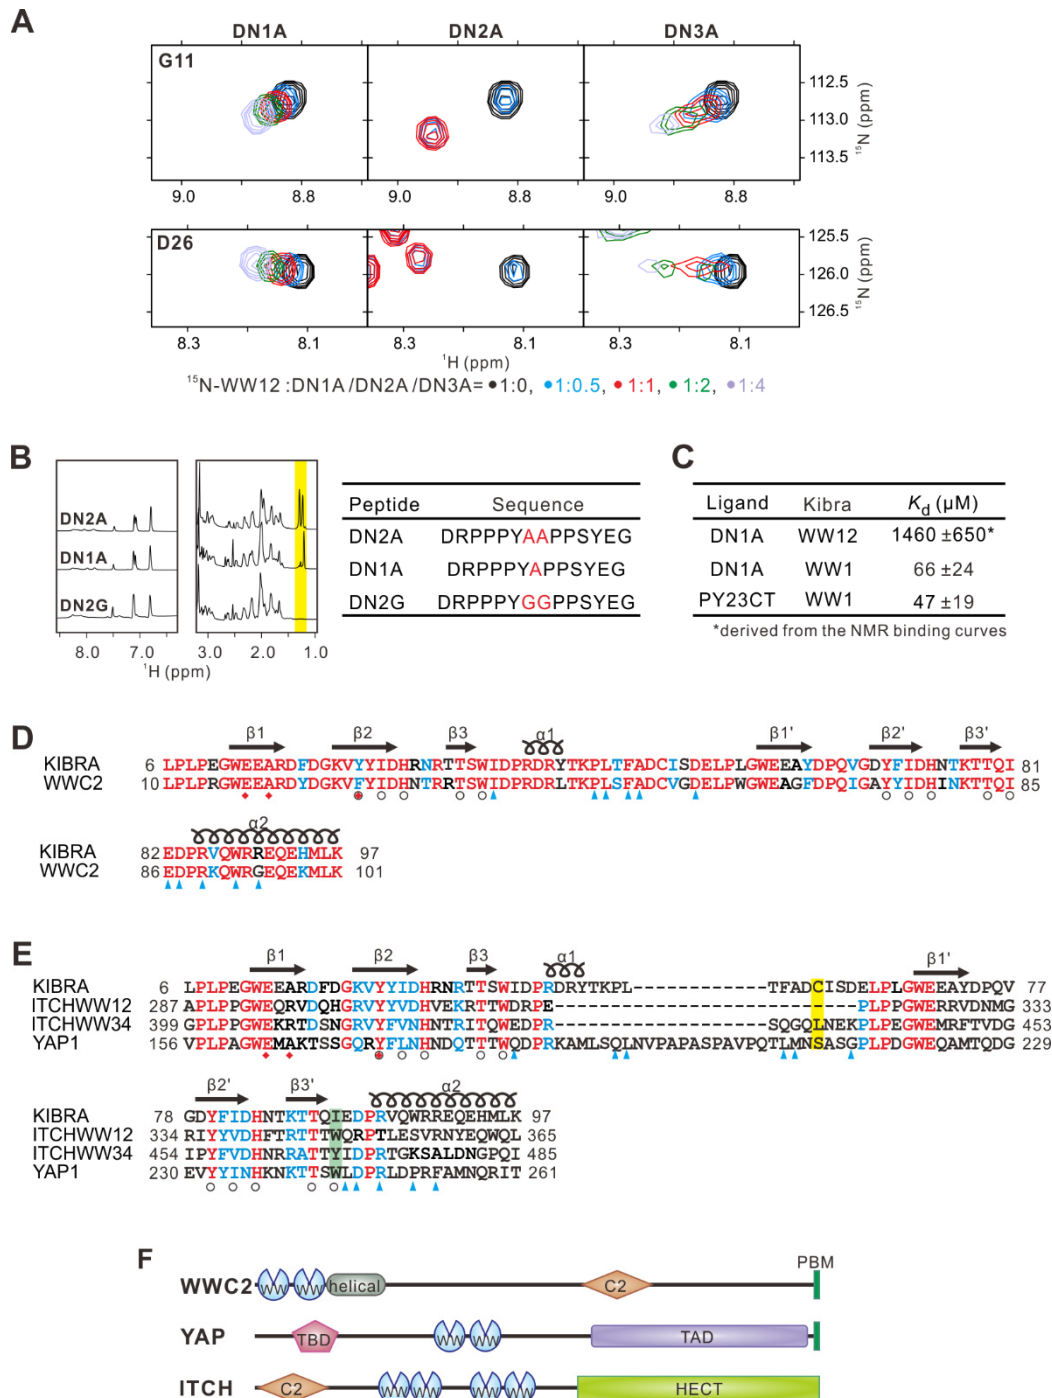 A
DN1A DN2A DN3A
G11
112.5
113.0
113.5
¹⁵N (ppm)
9.0 8.8 9.0 8.8 9.0 8.8
D26
125.5
126.0
126.5
¹⁵N (ppm)
8.3 8.1 8.3 8.1 8.3 8.1
¹H (ppm)
¹⁵N-WW12 :DN1A/DN2A/DN3A= 1:0, 1:0.5, 1:1, 1:2, 1:4
B
DN2A
DN1A
DN2G
8.0 7.0 3.0 2.0 1.0
¹H (ppm)
Peptide Sequence
DN2A DRPPPYAAPPSYEG
DN1A DRPPPYAPPSYEG
DN2G DRPPPYGGPPSYEG
C
Ligand Kibra Kd (μM)
DN1A WW12 1460 ±650*
DN1A WW1 66 ±24
PY23CT WW1 47 ±19
*derived from the NMR binding curves
D
β1 β2 β3 α1 β1' β2' β3'
KIBRA 6 LPLPEGWEEARDFDGKVYYIDHRNRTTSWIDPRDRYTKPLTFADCISDELPLGWEEAYDPQVGDYFIDHNTKTTQI 81
WWC2 10 LPLPRGWEEARDYDGKVFYIDHNTRRTSWIDPRDRLTKPLSFADCVGDELPWGWEAGFDPQIGAYYIDHINKTTQI 85
α2
KIBRA 82 EDPRVQWRREQEHMLK 97
WWC2 86 EDPRKQWRGEQEKMLK 101
E
β1 β2 β3 α1 β1'
KIBRA 6 LPLPEGWEEARDFDGKVYYIDHRNRTTSWIDPRDRYTKPL--------------TFADCISDELPLGWEEAYDPQV 77
ITCHWW12 287 APLPPGWEQRVDQHGRVYYVDHVEKRTTWDRPE----------------------------PLPPGWERRVDNMG 333
ITCHWW34 399 GPLPPGWEKRTDSNGRVYFVNHNTRITQWEDPR--------------------SQGQLNEKPLPEGWEMRFTVDG 453
YAP1 156 VPLPAGWEMAKTSSGQRYFLNHNDQTTTWQDPRKAMLSQLNVPAPASPAVPQTLMNSASGPLPDGWEQAMTQDG 229
β2' β3' α2
KIBRA 78 GDYFIDHNTKTTQIEDPRVQWRREQEHMLK 97
ITCHWW12 334 RIYYVDHFTRTTTWQRPTLESVRNYEQWQL 365
ITCHWW34 454 IPYFVDHNRRATTYIDPRTGKSALDNGPQI 485
YAP1 230 EVYYINHKNKTTSWLDPRLDPRFAMNQRIT 261
F
WWC2 WW WW helical C2 PBM
YAP TBD WW WW TAD
ITCH C2 WW WW WW WW HECT